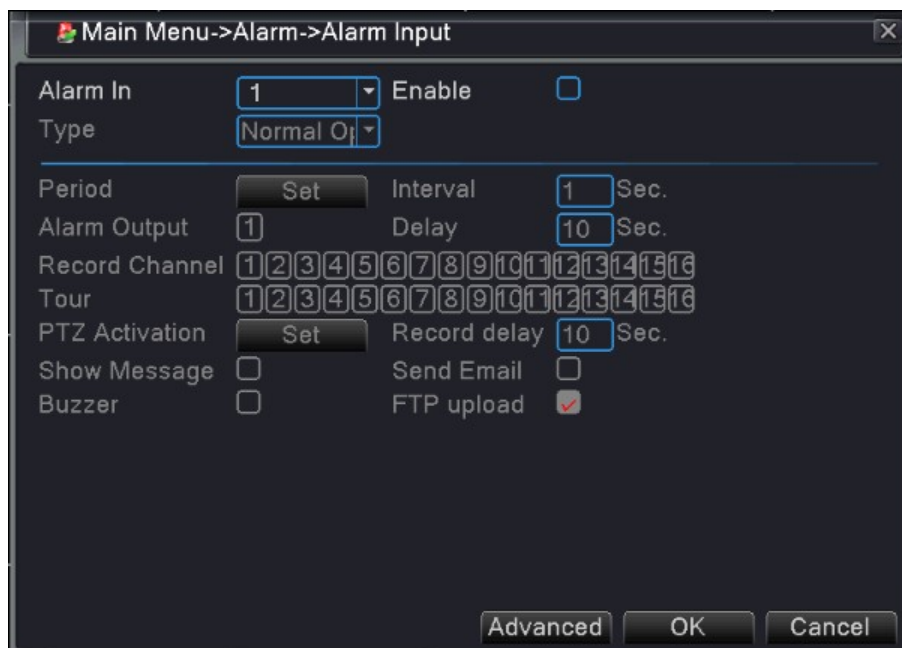 Main Menu->Alarm->Alarm Input
Alarm In 1 Enable
Type Normal Op
Period Set Interval 1 Sec.
Alarm Output 1 Delay 10 Sec.
Record Channel 1 2 3 4 5 6 7 8 9 10 11 12 13 14 15 16
Tour 1 2 3 4 5 6 7 8 9 10 11 12 13 14 15 16
PTZ Activation Set Record delay 10 Sec.
Show Message Send Email
Buzzer FTP upload
Advanced OK Cancel